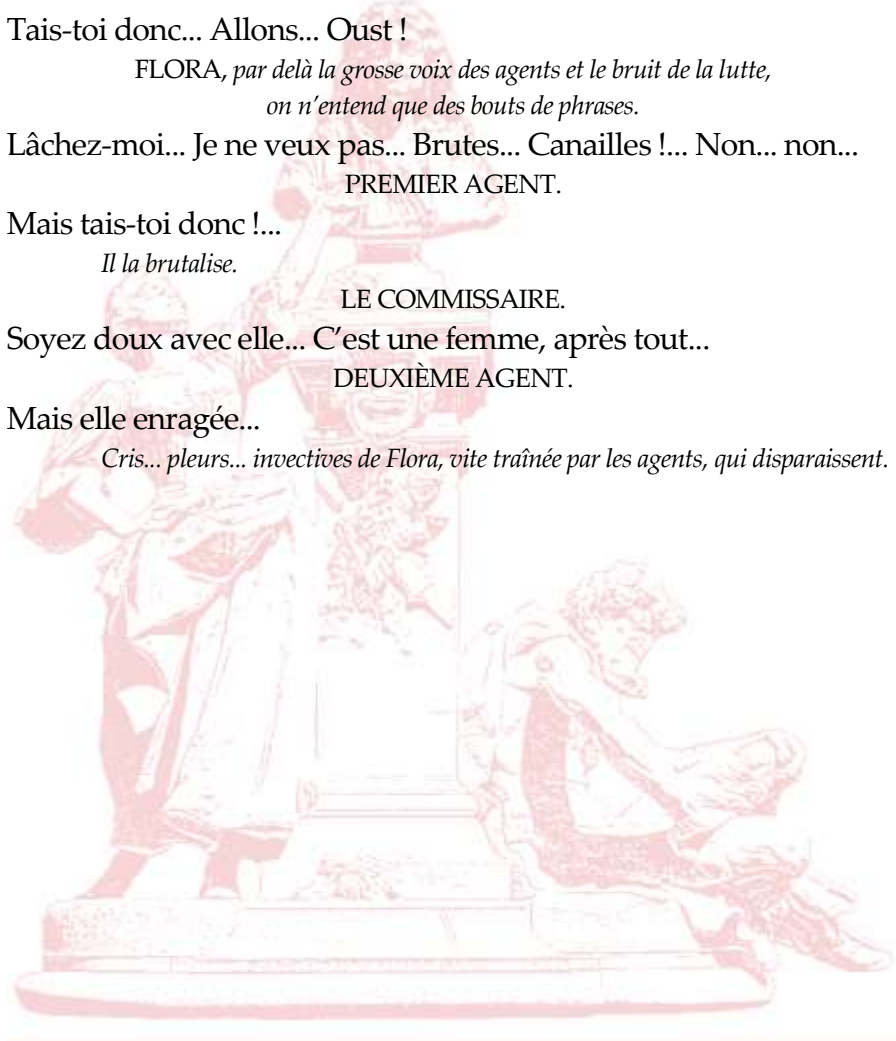 Tais-toi donc... Allons... Oust !
FLORA, par delà la grosse voix des agents et le bruit de la lutte,
on n’entend que des bouts de phrases.
Lâchez-moi... Je ne veux pas... Brutes... Canailles !... Non... non...
PREMIER AGENT.
Mais tais-toi donc !...
Il la brutalise.
LE COMMISSAIRE.
Soyez doux avec elle... C’est une femme, après tout...
DEUXIÈME AGENT.
Mais elle enragée...
Cris... pleurs... invectives de Flora, vite traînée par les agents, qui disparaissent.